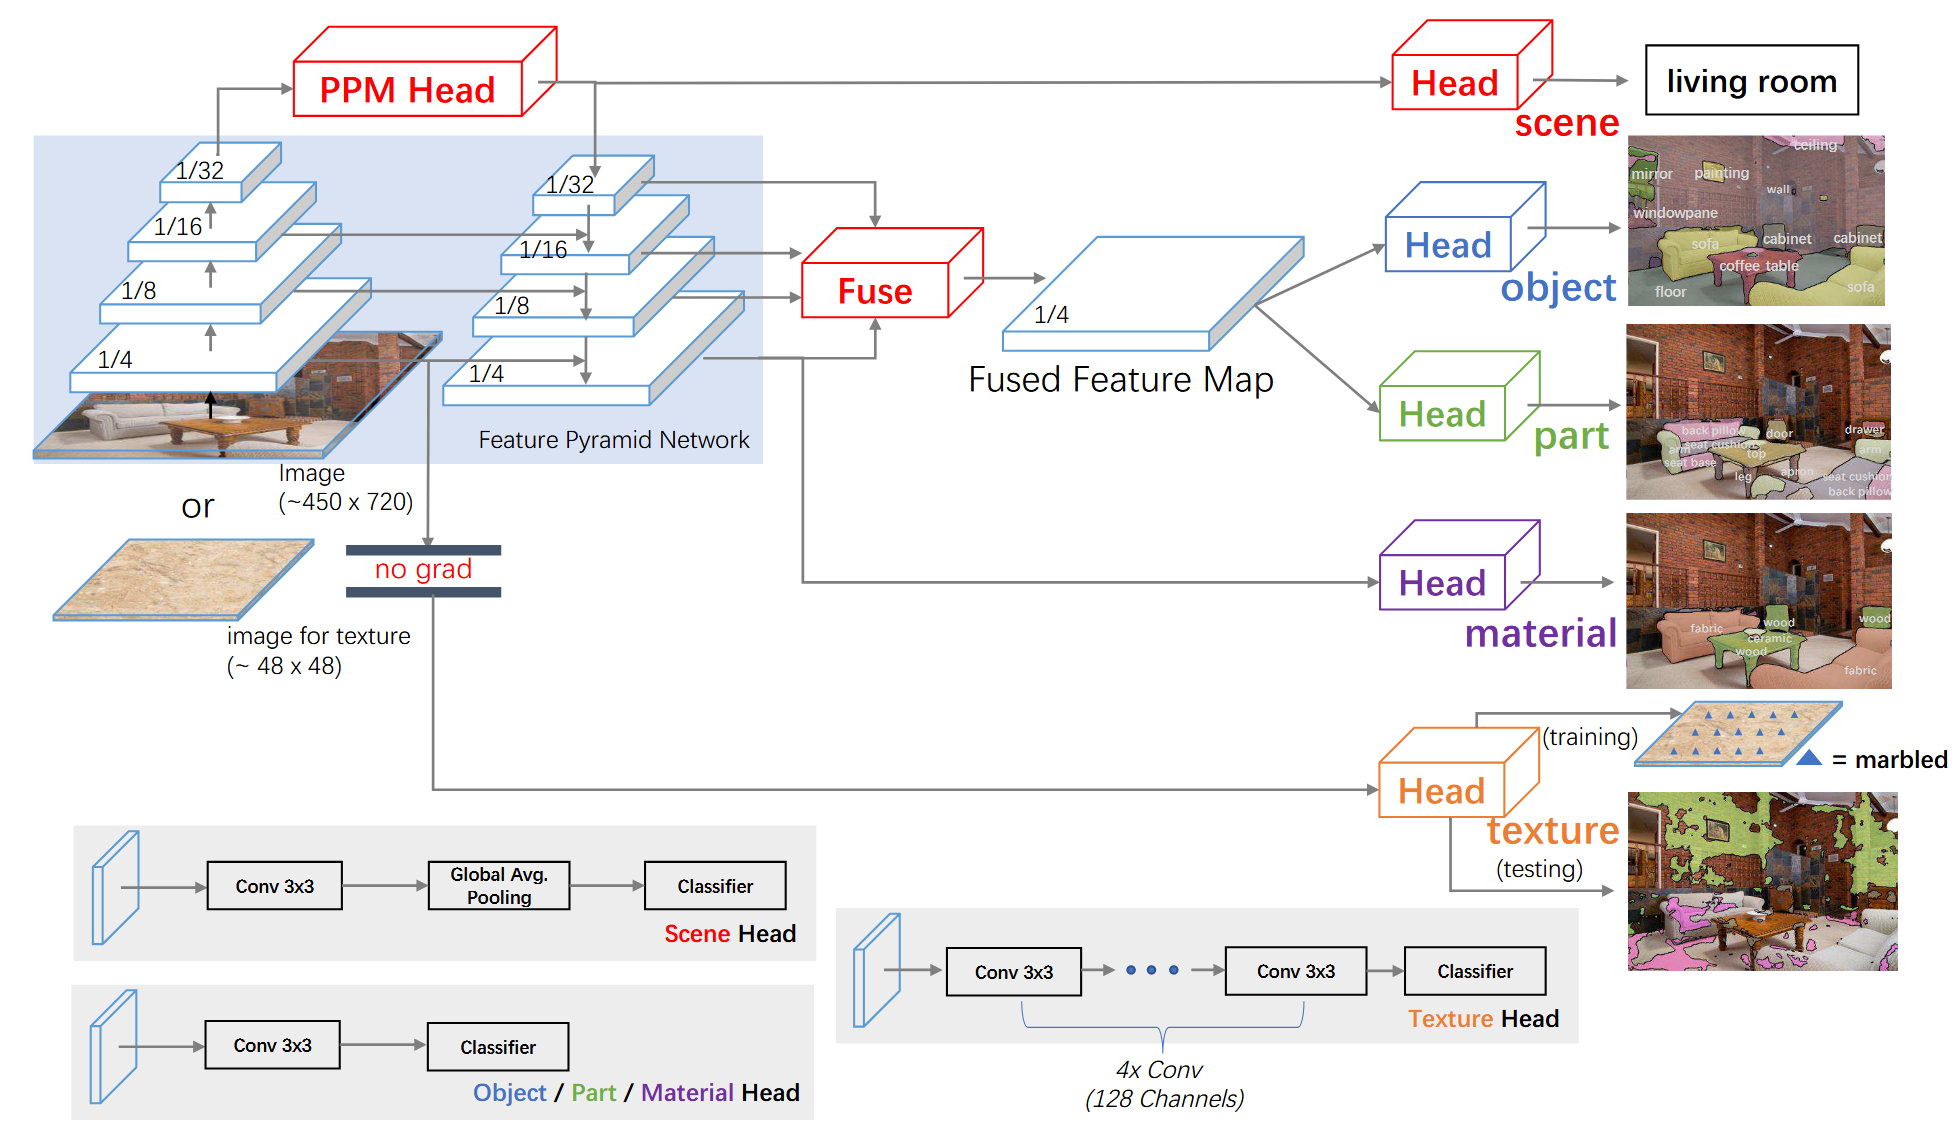 PPM Head
Head
scene
living room
1/32
1/16
1/8
1/4
1/32
1/16
1/8
1/4
Feature Pyramid Network
Image
(~450 x 720)
or
image for texture
(~ 48 x 48)
no grad
Fuse
1/4
Fused Feature Map
Head
object
ceiling
mirror
painting
wall
windowpane
sofa
cabinet
cabinet
coffee table
floor
sofa
Head
part
back pillow
door
drawer
seat cushion
arm
top
arm
seat base
apron
leg
seat cushion
back pillow
Head
material
fabric
wood
wood
ceramic
wood
fabric
Head
texture
(training)
= marbled
(testing)
Conv 3x3
Global Avg.
Pooling
Classifier
Scene Head
Conv 3x3
Classifier
Object / Part / Material Head
Conv 3x3
Conv 3x3
Classifier
Texture Head
4x Conv
(128 Channels)